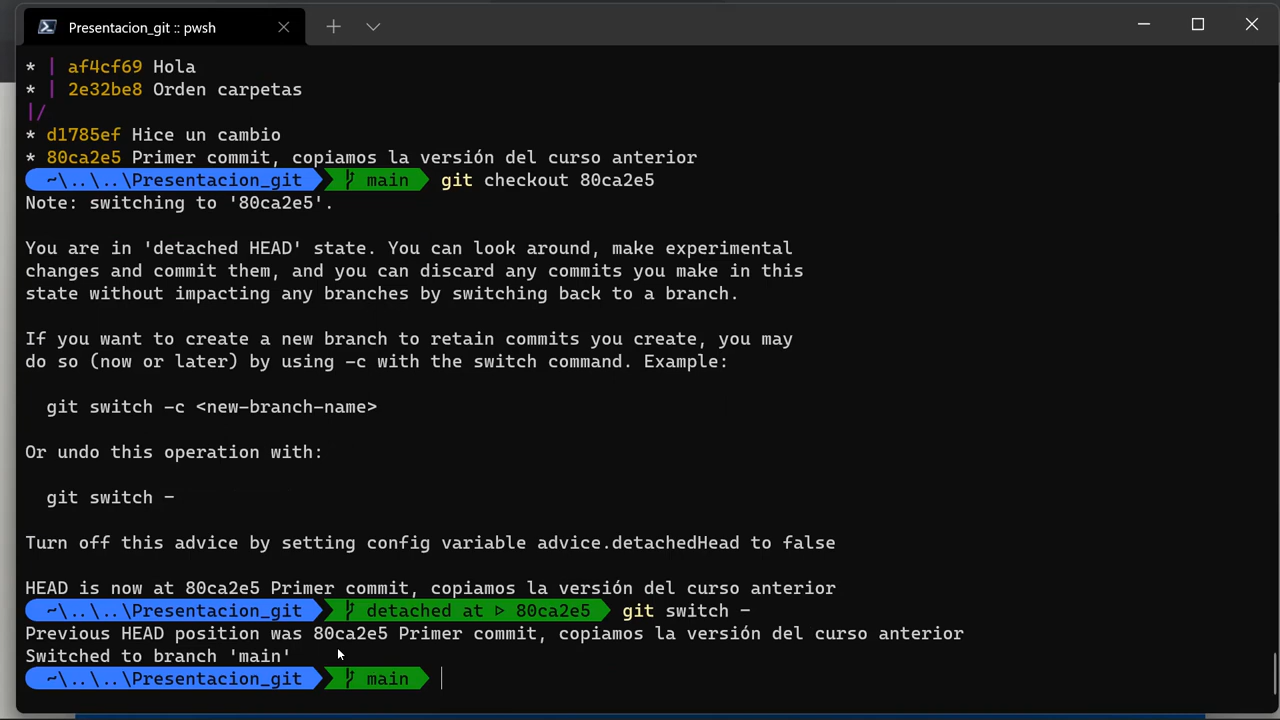 Presentacion_git :: pwsh
* | af4cf69 Hola
* | 2e32be8 Orden carpetas
|/
* d1785ef Hice un cambio
* 80ca2e5 Primer commit, copiamos la versión del curso anterior
~\..\..\Presentacion_git main git checkout 80ca2e5
Note: switching to '80ca2e5'.
You are in 'detached HEAD' state. You can look around, make experimental
changes and commit them, and you can discard any commits you make in this
state without impacting any branches by switching back to a branch.
If you want to create a new branch to retain commits you create, you may
do so (now or later) by using -c with the switch command. Example:
git switch -c <new-branch-name>
Or undo this operation with:
git switch -
Turn off this advice by setting config variable advice.detachedHead to false
HEAD is now at 80ca2e5 Primer commit, copiamos la versión del curso anterior
~\..\..\Presentacion_git detached at ▷ 80ca2e5 git switch -
Previous HEAD position was 80ca2e5 Primer commit, copiamos la versión del curso anterior
Switched to branch 'main'
~\..\..\Presentacion_git main